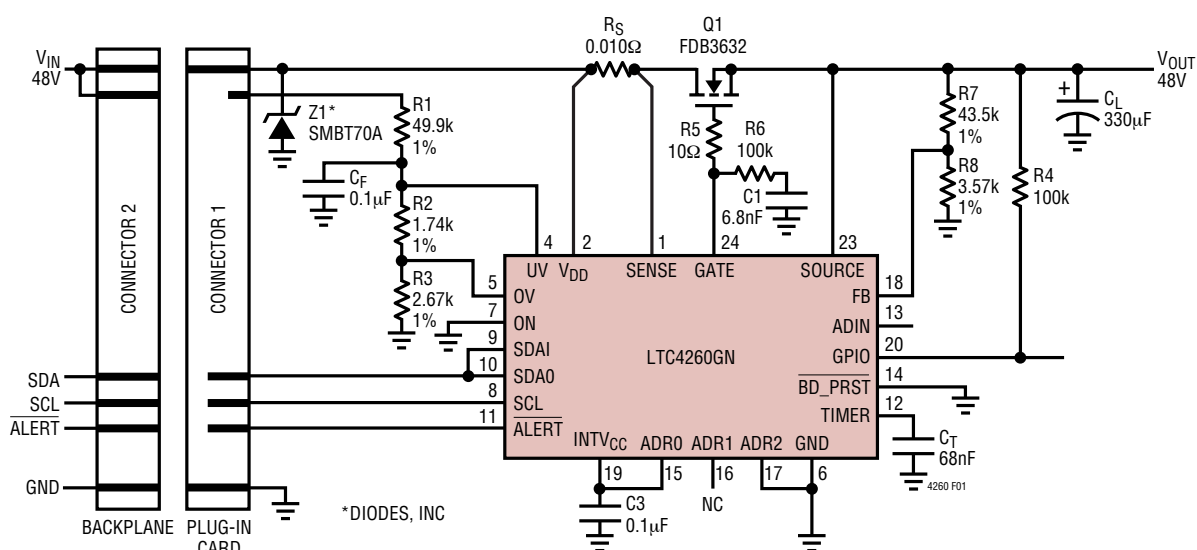 VIN
48V
RS
0.010Ω
Q1
FDB3632
VOUT
48V
Z1*
SMBT70A
R1
49.9k
1%
R5
10Ω
R6
100k
R7
43.5k
1%
CL
330µF
+
CF
0.1µF
C1
6.8nF
R8
3.57k
1%
R4
100k
R2
1.74k
1%
R3
2.67k
1%
CONNECTOR 2
CONNECTOR 1
4
2
1
24
23
UV
VDD
SENSE
GATE
SOURCE
5
OV
7
ON
9
SDAI
10
SDA0
8
SCL
11
ALERT
LTC4260GN
18
FB
13
ADIN
20
GPIO
14
BD_PRST
12
TIMER
INTVCC
ADR0
ADR1
ADR2
GND
19
15
16
17
6
NC
C3
0.1µF
CT
68nF
4260 F01
SDA
SCL
ALERT
GND
BACKPLANE
PLUG-IN
CARD
*DIODES, INC